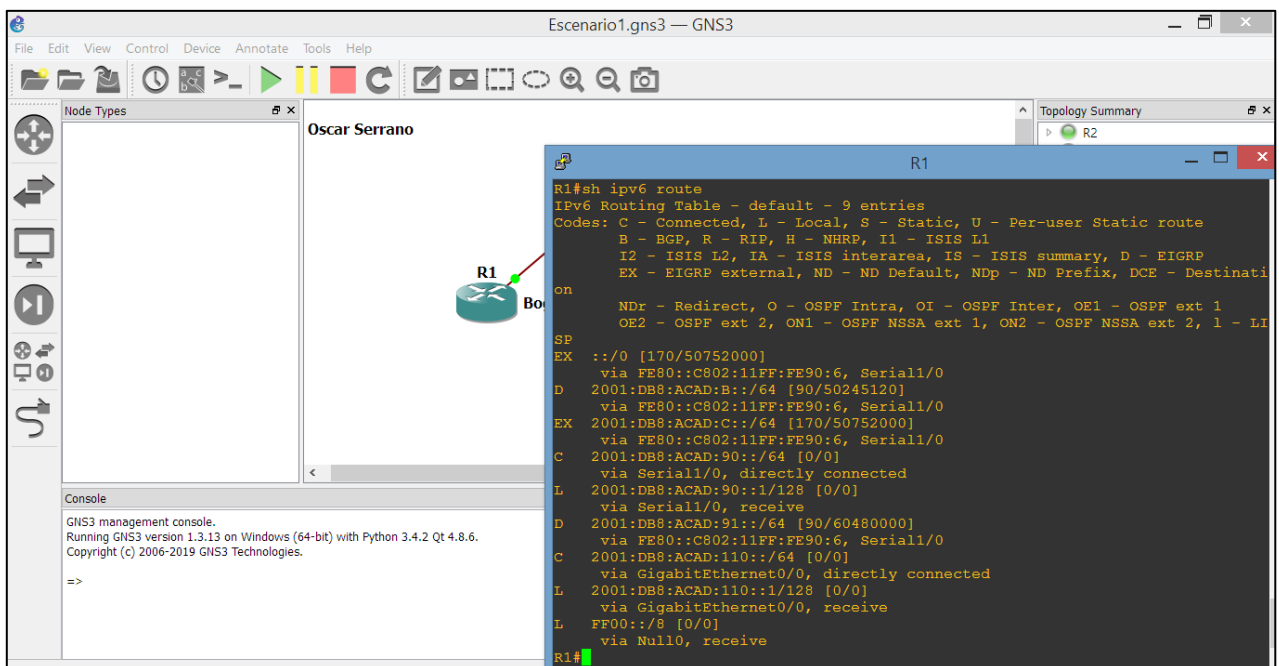 Escenario1.gns3 — GNS3
File Edit View Control Device Annotate Tools Help
Node Types
Oscar Serrano
R1
Topology Summary
R2
R1
R1#sh ipv6 route
IPv6 Routing Table - default - 9 entries
Codes: C - Connected, L - Local, S - Static, U - Per-user Static route
B - BGP, R - RIP, H - NHRP, I1 - ISIS L1
I2 - ISIS L2, IA - ISIS interarea, IS - ISIS summary, D - EIGRP
EX - EIGRP external, ND - ND Default, NDp - ND Prefix, DCE - Destinati
on
NDr - Redirect, O - OSPF Intra, OI - OSPF Inter, OE1 - OSPF ext 1
OE2 - OSPF ext 2, ON1 - OSPF NSSA ext 1, ON2 - OSPF NSSA ext 2, l - LI
SP
EX ::/0 [170/50752000]
via FE80::C802:11FF:FE90:6, Serial1/0
D 2001:DB8:ACAD:B::/64 [90/50245120]
via FE80::C802:11FF:FE90:6, Serial1/0
EX 2001:DB8:ACAD:C::/64 [170/50752000]
via FE80::C802:11FF:FE90:6, Serial1/0
C 2001:DB8:ACAD:90::/64 [0/0]
via Serial1/0, directly connected
L 2001:DB8:ACAD:90::1/128 [0/0]
via Serial1/0, receive
D 2001:DB8:ACAD:91::/64 [90/60480000]
via FE80::C802:11FF:FE90:6, Serial1/0
C 2001:DB8:ACAD:110::/64 [0/0]
via GigabitEthernet0/0, directly connected
L 2001:DB8:ACAD:110::1/128 [0/0]
via GigabitEthernet0/0, receive
L FF00::/8 [0/0]
via Null0, receive
R1#
Console
GNS3 management console.
Running GNS3 version 1.3.13 on Windows (64-bit) with Python 3.4.2 Qt 4.8.6.
Copyright (c) 2006-2019 GNS3 Technologies.
=>